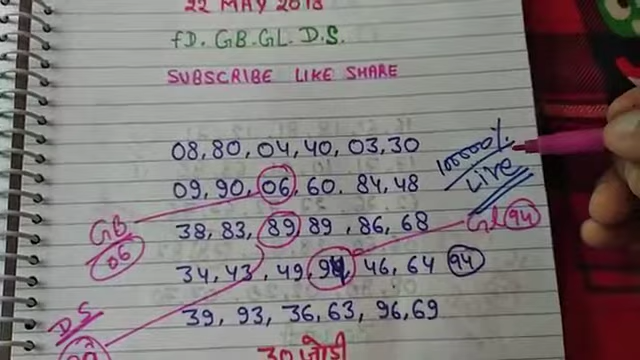 22 MAY 2018
FD. GB. GL. D.S.
SUBSCRIBE LIKE SHARE
08, 80, 04, 40, 03, 30
100000%
Live
09, 90, 06, 60. 84, 48
38, 83, 89, 89, 86, 68
GB
06
GL 94
34, 43, 49, 94, 46, 64 94
39, 93, 36, 63, 96, 69
D S
30 जोड़ी